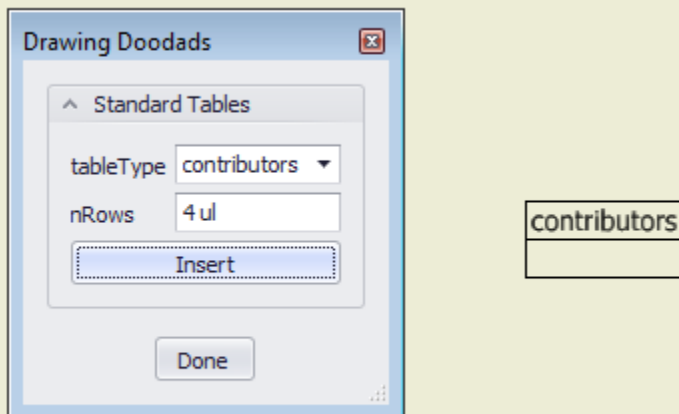 Drawing Doodads
Standard Tables
tableType contributors
nRows 4 ul
Insert
Done
contributors